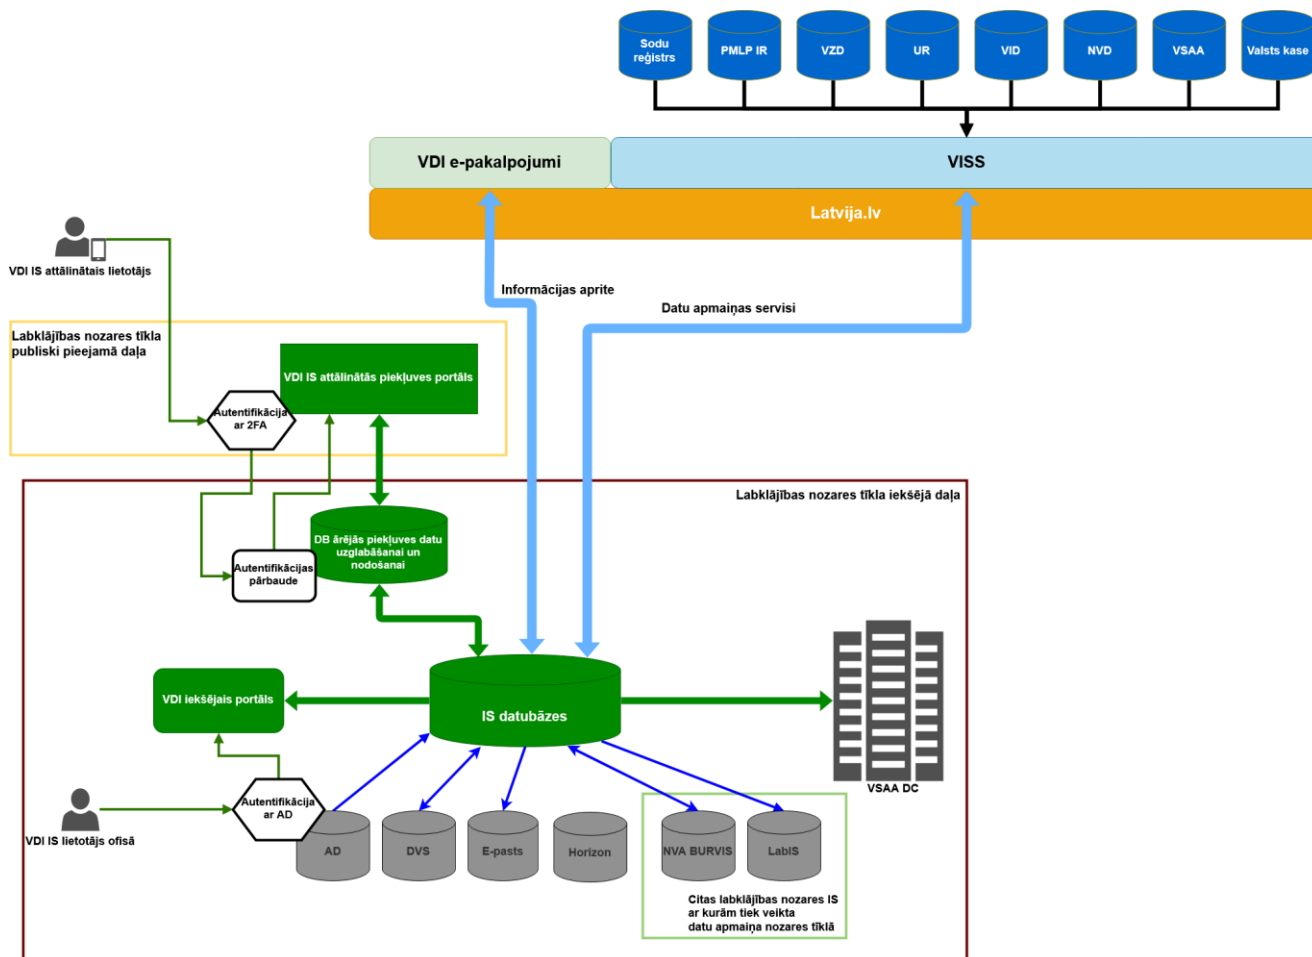 Sodu
reģistrs
PMLP IR
VZD
UR
VID
NVD
VSAA
Valsts kase
VDI e-pakalpojumi
VISS
Latvija.lv
VDI IS attālinātais lietotājs
Informācijas aprite
Datu apmaiņas servisi
Labklājības nozares tīkla
publiski pieejamā daļa
VDI IS attālinātās piekļuves portāls
Autentifikācija
ar 2FA
Labklājības nozares tīkla iekšējā daļa
DB ārējās piekļuves datu
uzglabāšanai un
nodošanai
Autentifikācijas
pārbaude
VDI iekšējais portāls
IS datubāzes
VSAA DC
Autentifikācija
ar AD
VDI IS lietotājs ofisā
AD
DVS
E-pasts
Horizon
NVA BURVIS
LabIS
Citas labklājības nozares IS
ar kurām tiek veikta
datu apmaiņa nozares tīklā